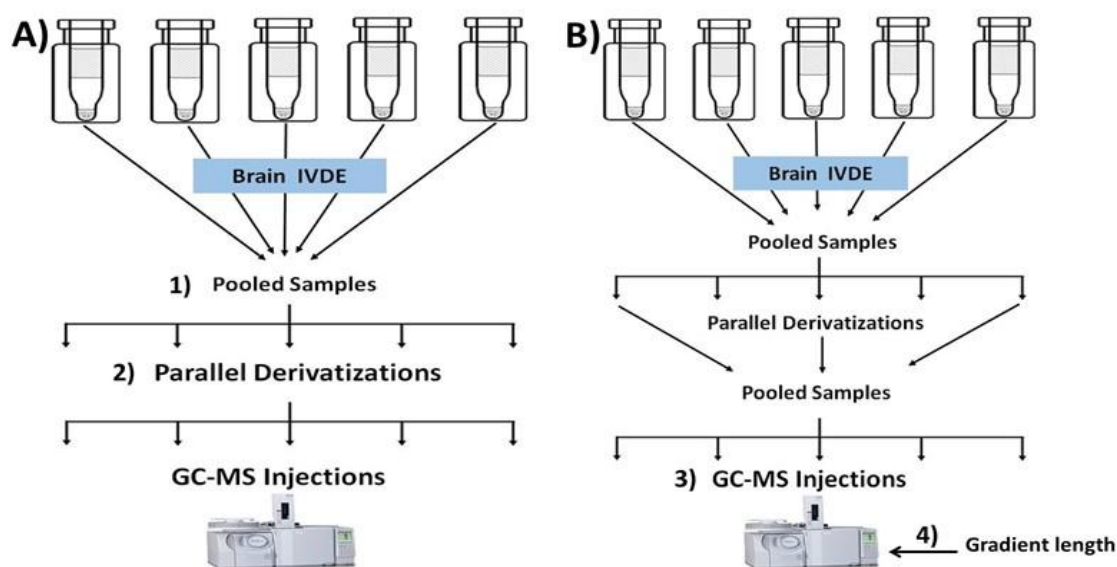 A)
Brain IVDE
1) Pooled Samples
2) Parallel Derivatizations
GC-MS Injections
B)
Brain IVDE
Pooled Samples
Parallel Derivatizations
Pooled Samples
3) GC-MS Injections
4) Gradient length